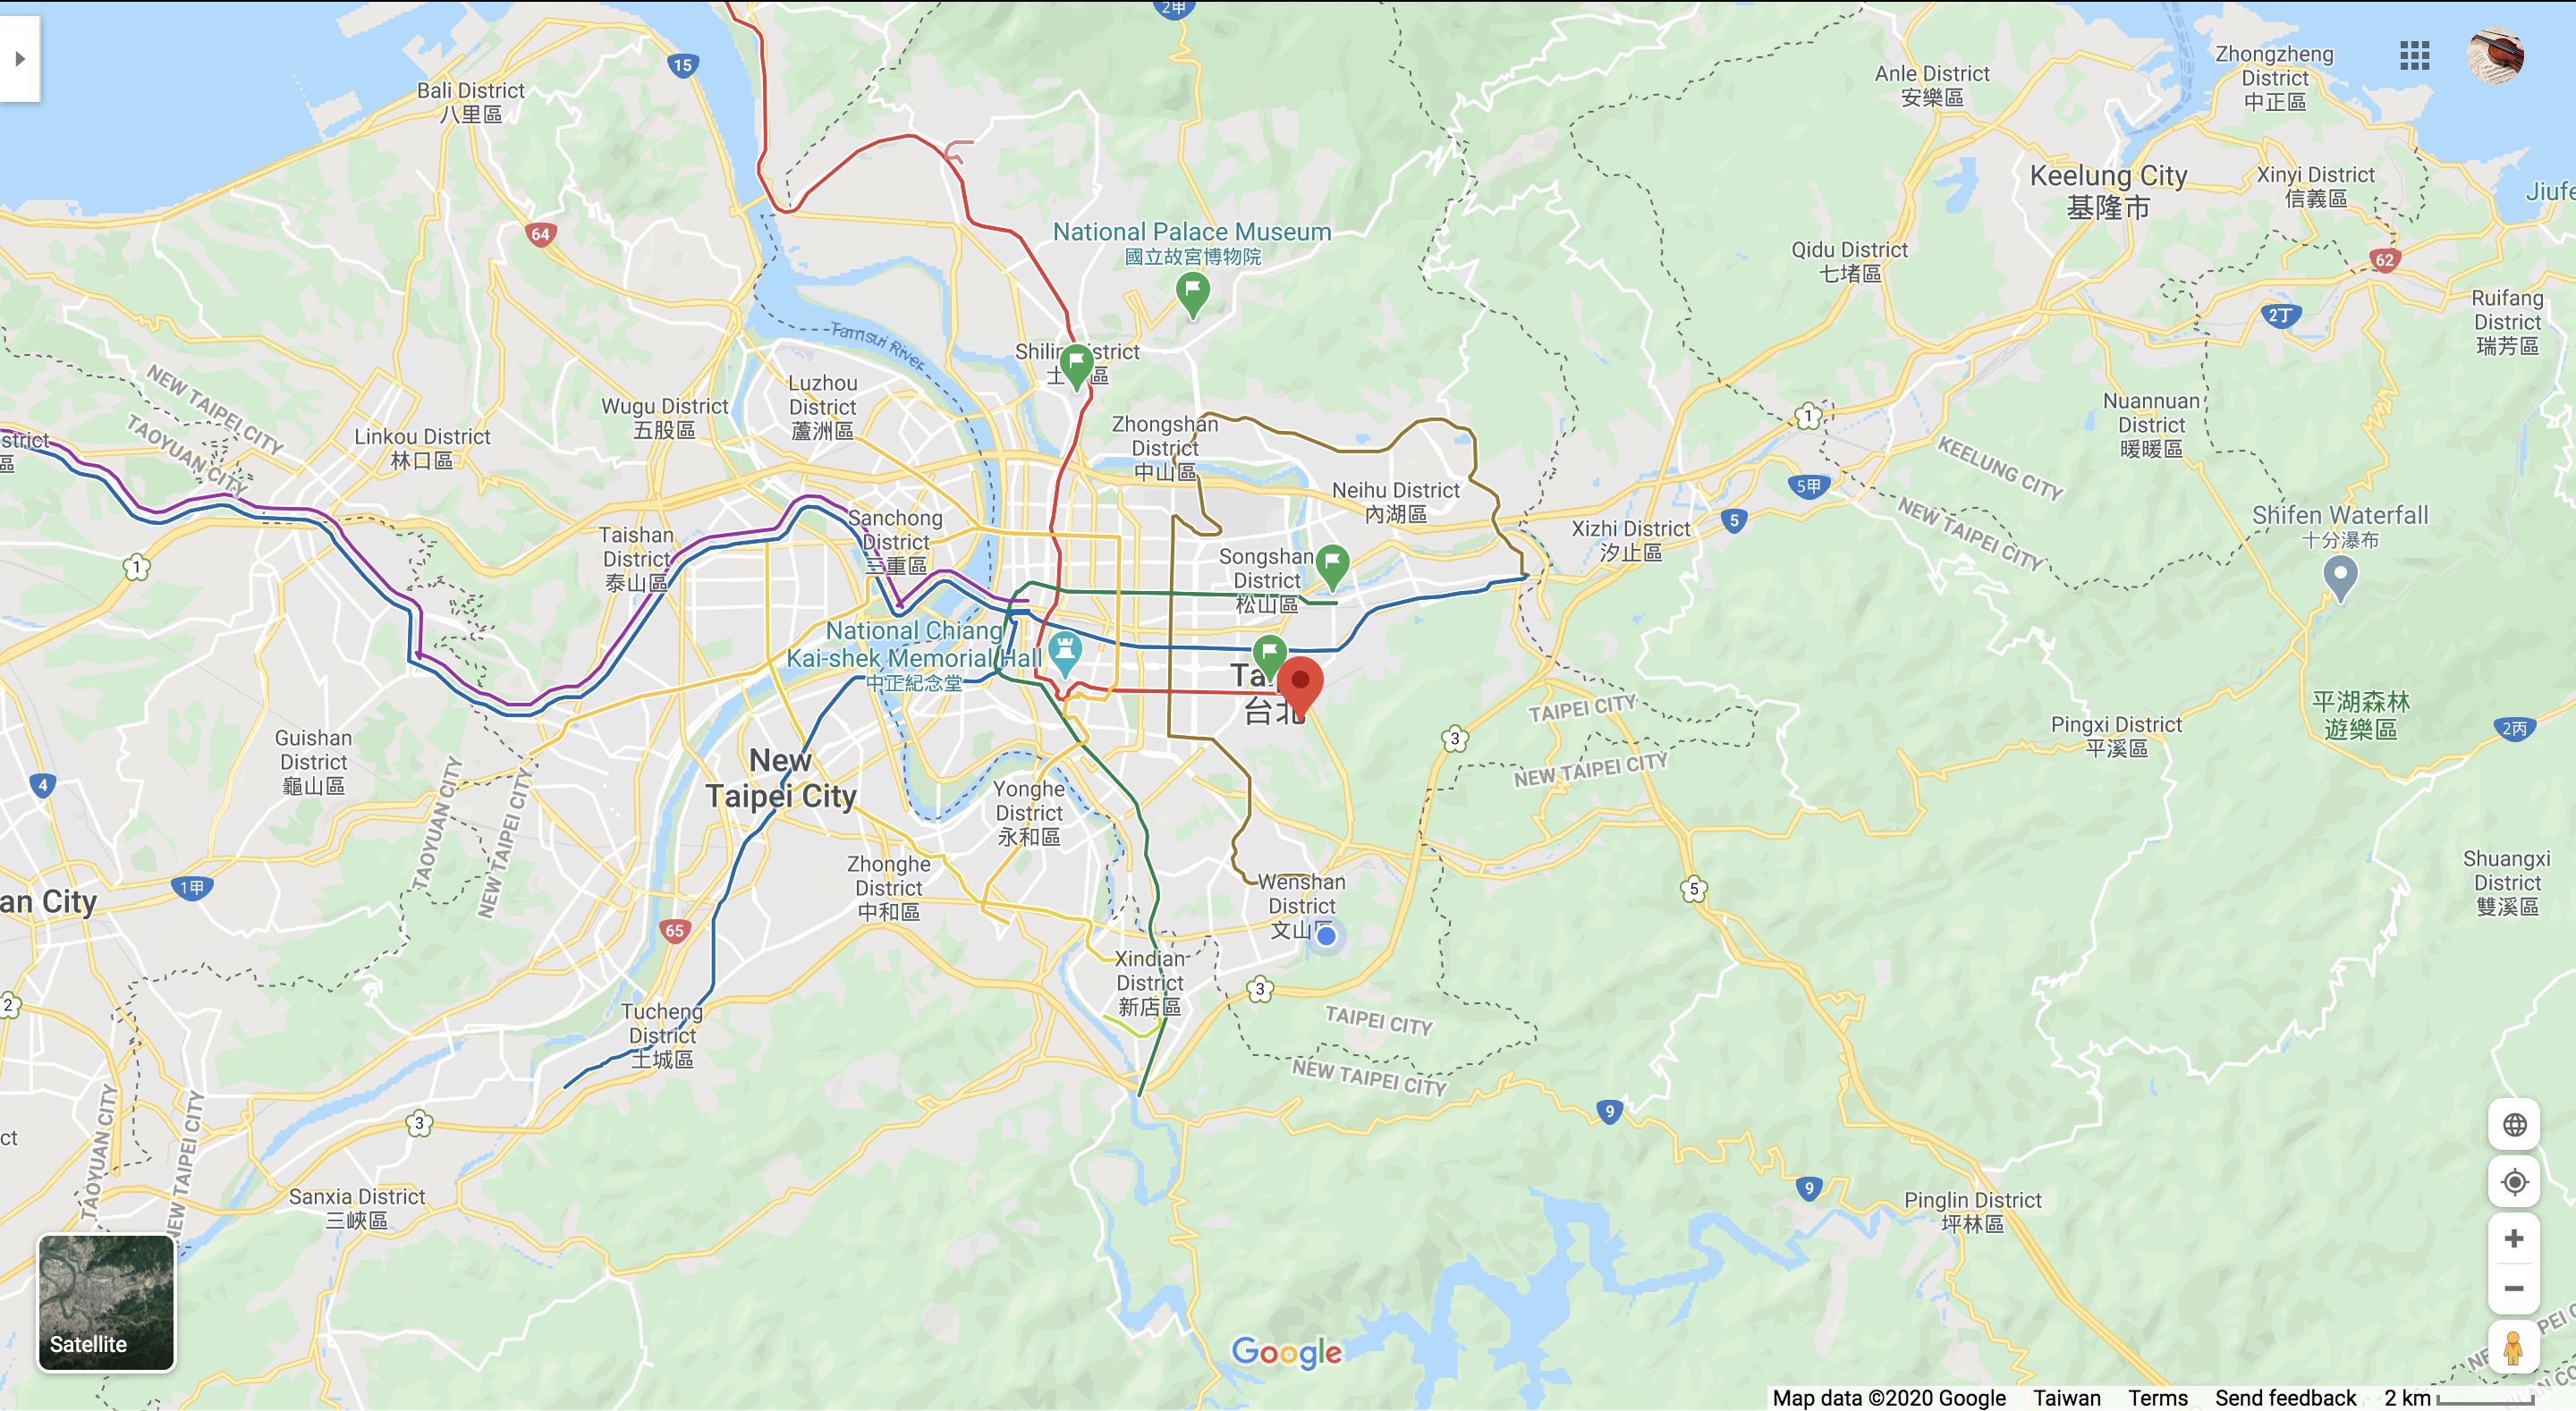 2甲
15
Bali District
八里區
Anle District
安樂區
Zhongzheng
District
中正區
Keelung City
基隆市
Xinyi District
信義區
Jiufe
64
National Palace Museum
國立故宮博物院
Qidu District
七堵區
62
Ruifang
District
瑞芳區
2丁
Tamsui River
Shilin District
士 區
NEW TAIPEI CITY
TAOYUAN CITY
Luzhou
District
蘆洲區
Wugu District
五股區
Linkou District
林口區
strict
區
Zhongshan
District
中山區
1
Nuannuan
District
暖暖區
KEELUNG CITY
NEW TAIPEI CITY
5甲
5
Neihu District
內湖區
Sanchong
District
三重區
Taishan
District
泰山區
1
Xizhi District
汐止區
Shifen Waterfall
十分瀑布
Songshan
District
松山區
National Chiang
Kai-shek Memorial Hall
中正紀念堂
Tai
台北
TAIPEI CITY
NEW TAIPEI CITY
3
平湖森林
遊樂區
2丙
Pingxi District
平溪區
Guishan
District
龜山區
4
New
Taipei City
Yonghe
District
永和區
TAOYUAN CITY
NEW TAIPEI CITY
Zhonghe
District
中和區
an City
1甲
65
Wenshan
District
文山區
5
Shuangxi
District
雙溪區
Xindian
District
新店區
3
2
Tucheng
District
土城區
TAIPEI CITY
NEW TAIPEI CITY
9
3
ct
TAOYUAN CITY
NEW TAIPEI CITY
Sanxia District
三峽區
9
Pinglin District
坪林區
Satellite
Google
Map data ©2020 Google Taiwan Terms Send feedback 2 km